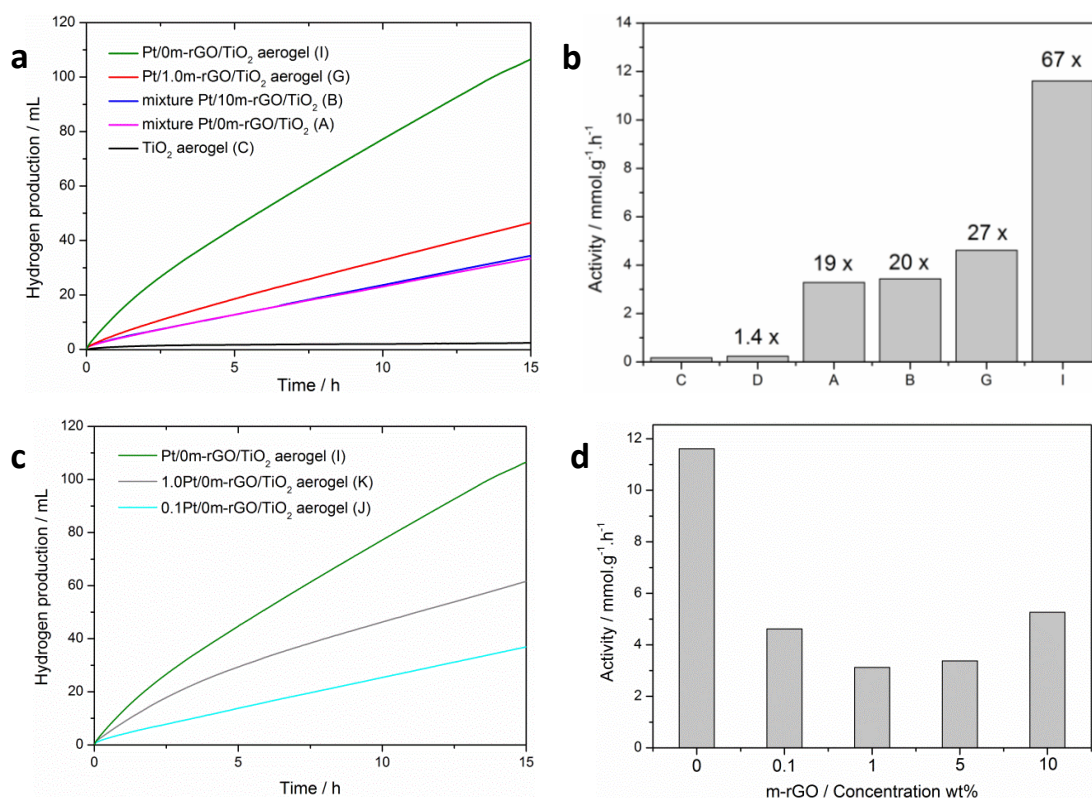 a
120
100
80
60
40
20
0
Hydrogen production / mL
Pt/0m-rGO/TiO₂ aerogel (I)
Pt/1.0m-rGO/TiO₂ aerogel (G)
mixture Pt/10m-rGO/TiO₂ (B)
mixture Pt/0m-rGO/TiO₂ (A)
TiO₂ aerogel (C)
0 5 10 15
Time / h
b
14
12
10
8
6
4
2
0
Activity / mmol.g⁻¹.h⁻¹
67 x
27 x
20 x
19 x
1.4 x
C D A B G I
c
120
100
80
60
40
20
0
Hydrogen production / mL
Pt/0m-rGO/TiO₂ aerogel (I)
1.0Pt/0m-rGO/TiO₂ aerogel (K)
0.1Pt/0m-rGO/TiO₂ aerogel (J)
0 5 10 15
Time / h
d
12
10
8
6
4
2
0
Activity / mmol.g⁻¹.h⁻¹
0 0.1 1 5 10
m-rGO / Concentration wt%